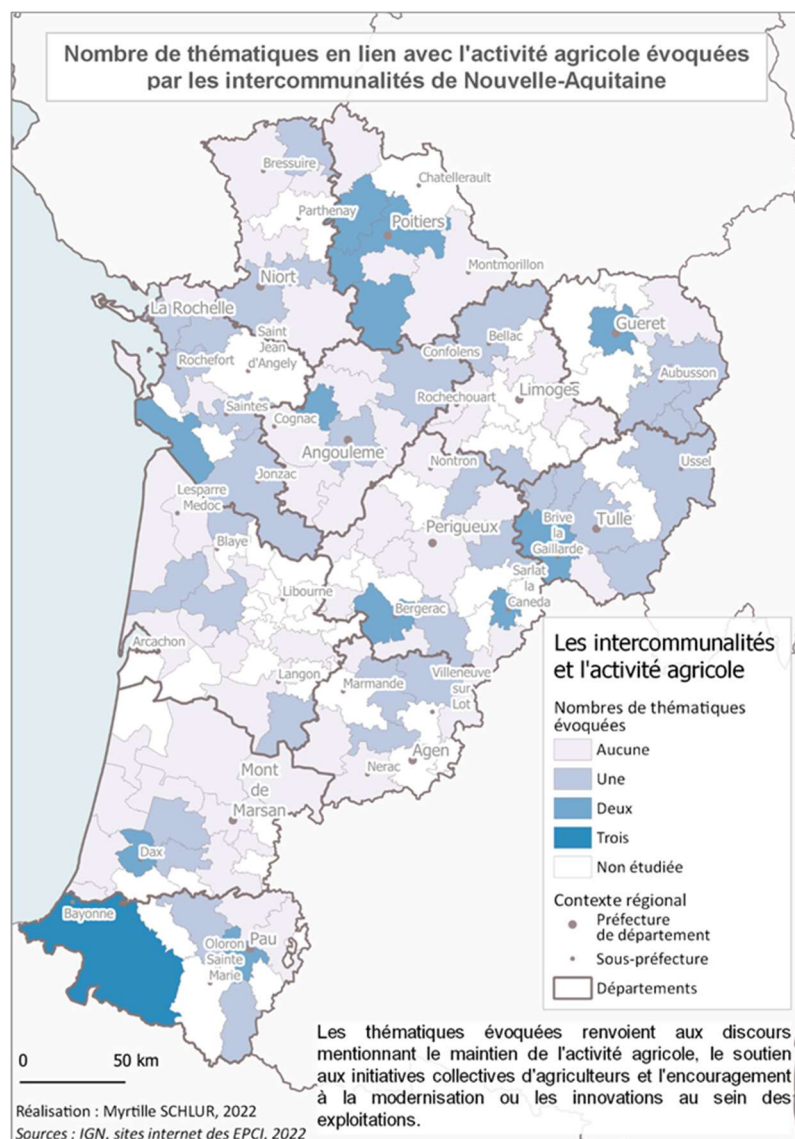 Nombre de thématiques en lien avec l'activité agricole évoquées
par les intercommunalités de Nouvelle-Aquitaine
Bressuire
Chatellerault
Parthenay
Poitiers
Niort
Montmorillon
La Rochelle
Saint
Jean
d'Angely
Gueret
Bellac
Rochefort
Confolens
Aubusson
Rochechouart
Limoges
Saintes
Cognac
Angouleme
Jonzac
Nontron
Ussel
Lesparre
Medoc
Perigueux
Brive
la
Gaillarde
Tulle
Blaye
Libourne
Sarlat
la
Caneda
Bergerac
Arcachon
Langon
Marmande
Villeneuve
sur
Lot
Agen
Nerac
Mont
de
Marsan
Dax
Bayonne
Oloron
Sainte
Marie
Pau
Les intercommunalités
et l'activité agricole
Nombres de thématiques
évoquées
Aucune
Une
Deux
Trois
Non étudiée
Contexte régional
Préfecture
de département
Sous-préfecture
Départements
0 50 km
Les thématiques évoquées renvoient aux discours
mentionnant le maintien de l'activité agricole, le soutien
aux initiatives collectives d'agriculteurs et l'encouragement
à la modernisation ou les innovations au sein des
exploitations.
Réalisation : Myrtille SCHLUR, 2022
Sources : IGN, sites internet des EPCI, 2022